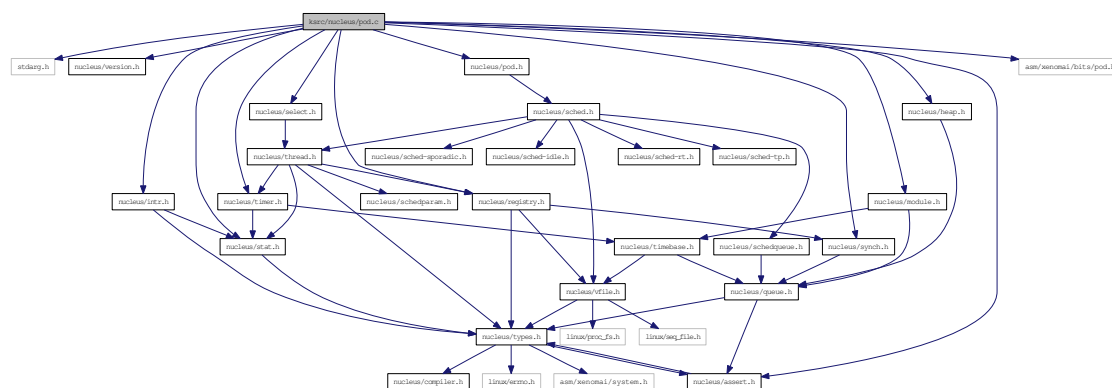 ksrc/nucleus/pod.c
stdarg.h
nucleus/version.h
nucleus/pod.h
asm/xenomai/bits/pod.h
nucleus/select.h
nucleus/sched.h
nucleus/heap.h
nucleus/thread.h
nucleus/sched-sporadic.h
nucleus/sched-idle.h
nucleus/sched-rt.h
nucleus/sched-tp.h
nucleus/intr.h
nucleus/timer.h
nucleus/schedparam.h
nucleus/registry.h
nucleus/module.h
nucleus/stat.h
nucleus/timebase.h
nucleus/schedqueue.h
nucleus/synch.h
nucleus/vfile.h
nucleus/queue.h
nucleus/types.h
linux/proc_fs.h
linux/seq_file.h
nucleus/compiler.h
linux/errno.h
asm/xenomai/system.h
nucleus/assert.h